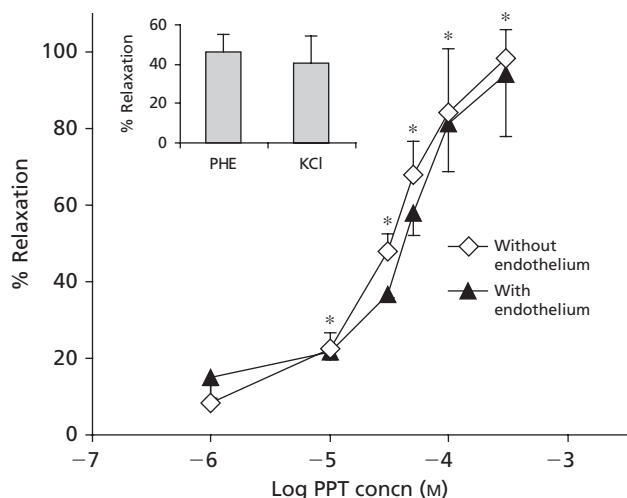 60
40
20
0
% Relaxation
PHE
KCl
100
80
60
40
20
0
% Relaxation
*
*
*
*
*
Without
endothelium
With
endothelium
−7
−6
−5
−4
−3
Log PPT concn (M)